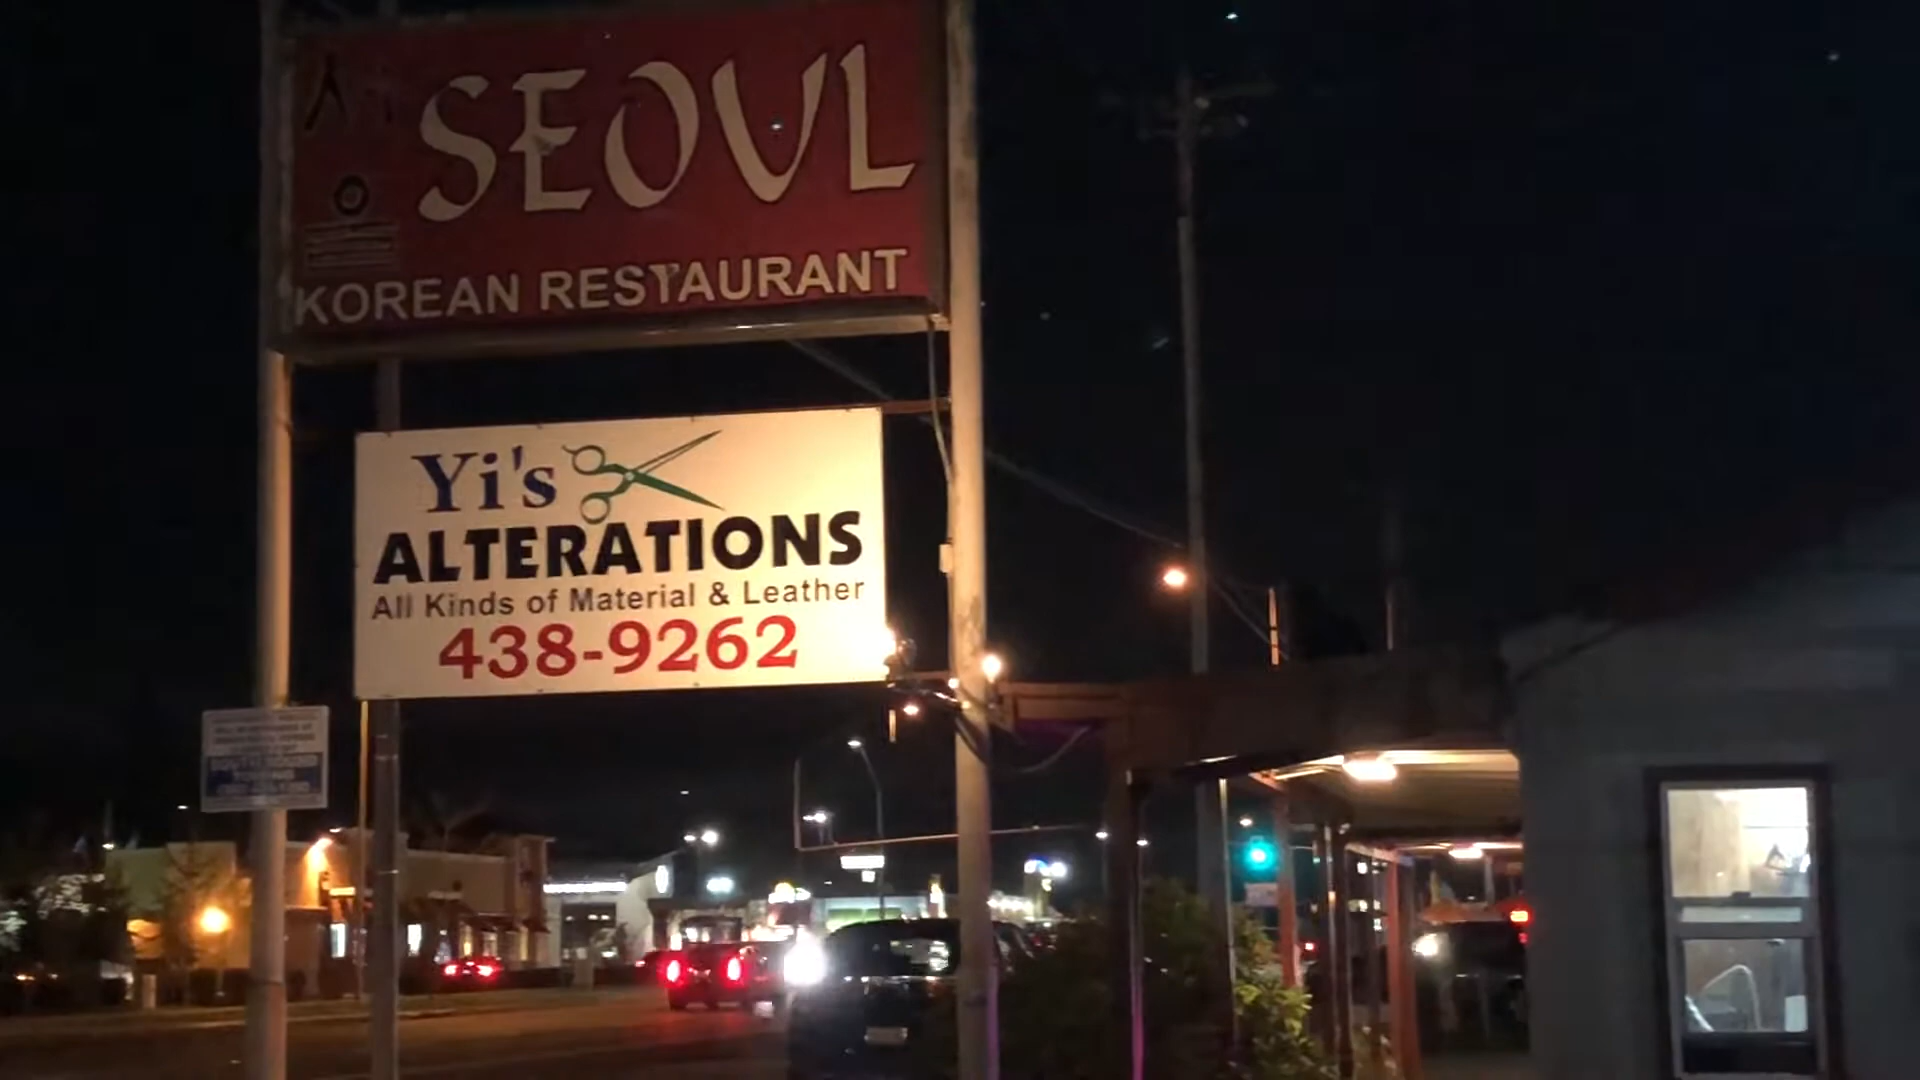 SEOUL
KOREAN RESTAURANT
Yi's
ALTERATIONS
All Kinds of Material & Leather
438-9262